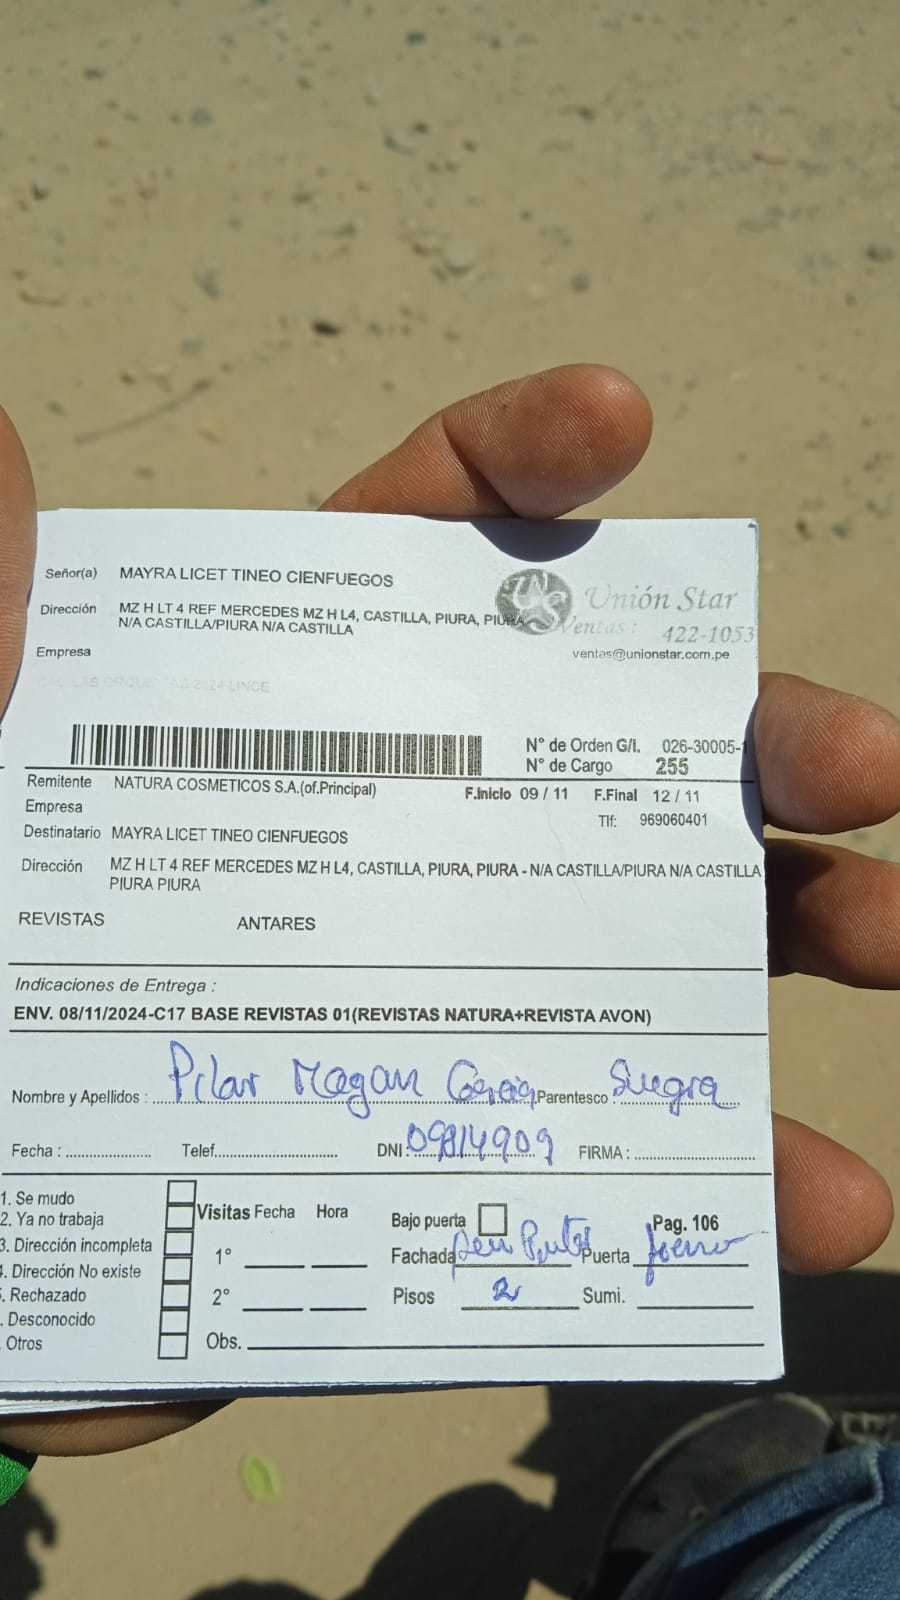 Señor(a) MAYRA LICET TINEO CIENFUEGOS
Dirección MZ H LT 4 REF MERCEDES MZ H L4, CASTILLA, PIURA, PIURA
N/A CASTILLA/PIURA N/A CASTILLA
Empresa
Unión Star
Ventas : 422-1053
ventas@unionstar.com.pe
N° de Orden G/I. 026-30005-1
N° de Cargo 255
Remitente NATURA COSMETICOS S.A.(of.Principal)
F.Inicio 09 / 11 F.Final 12 / 11
Empresa
Tlf: 969060401
Destinatario MAYRA LICET TINEO CIENFUEGOS
Dirección MZ H LT 4 REF MERCEDES MZ H L4, CASTILLA, PIURA, PIURA - N/A CASTILLA/PIURA N/A CASTILLA
PIURA PIURA
REVISTAS ANTARES
Indicaciones de Entrega :
ENV. 08/11/2024-C17 BASE REVISTAS 01(REVISTAS NATURA+REVISTA AVON)
Nombre y Apellidos : Pilar Magan Parentesco : Suegra
Fecha : Telef. DNI : 09814909 FIRMA :
1. Se mudo
2. Ya no trabaja
3. Dirección incompleta
. Dirección No existe
. Rechazado
. Desconocido
Otros
Visitas Fecha Hora
1°
2°
Obs.
Bajo puerta Pag. 106
Fachada Puerta fierro
Pisos 2 Sumi.